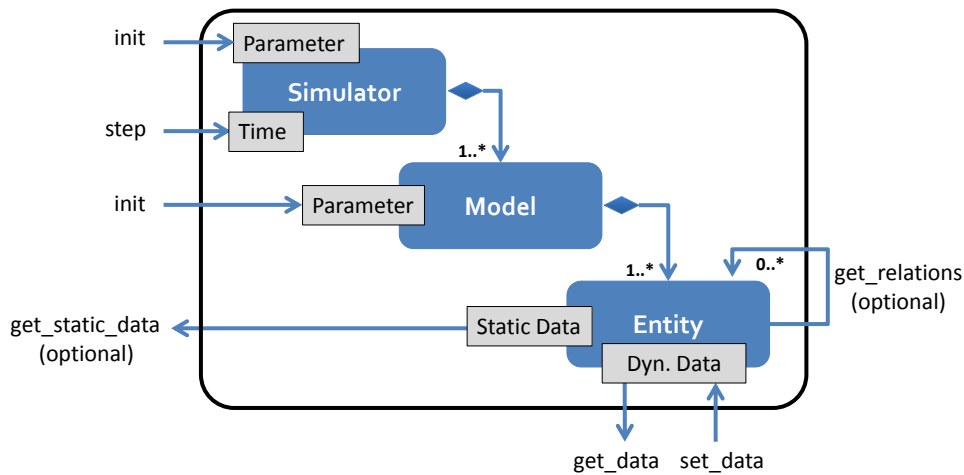 init
Parameter
Simulator
step
Time
1..*
init
Parameter
Model
1..*
0..*
get_relations
(optional)
get_static_data
(optional)
Static Data
Entity
Dyn. Data
get_data
set_data